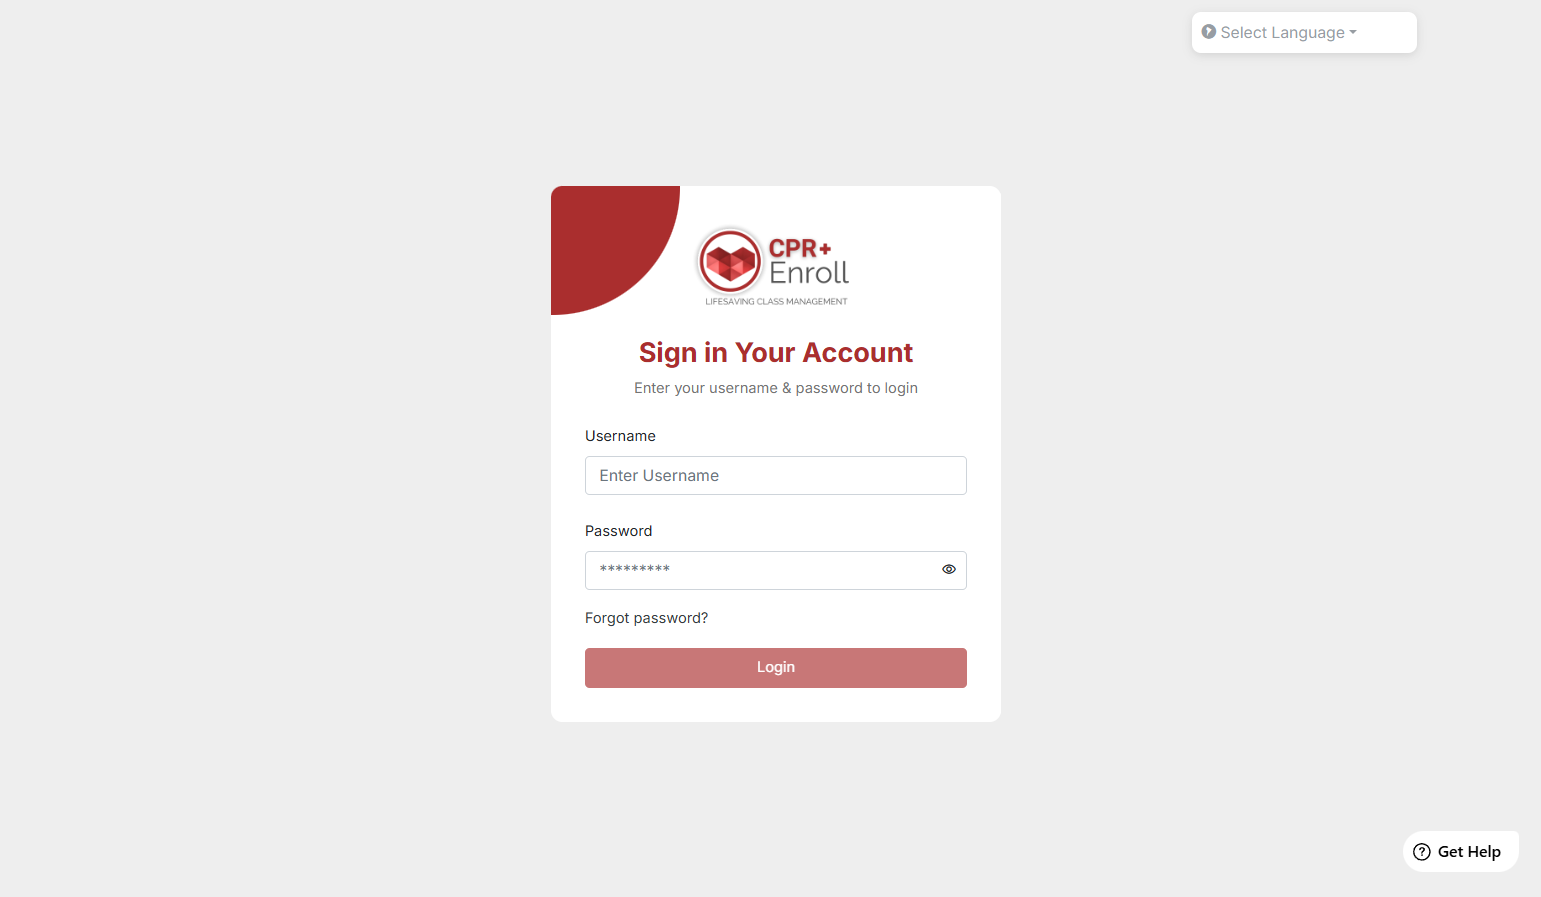 Select Language
CPR+
Enroll
LIFESAVING CLASS MANAGEMENT
Sign in Your Account
Enter your username & password to login
Username
Enter Username
Password
*********
Forgot password?
Login
Get Help